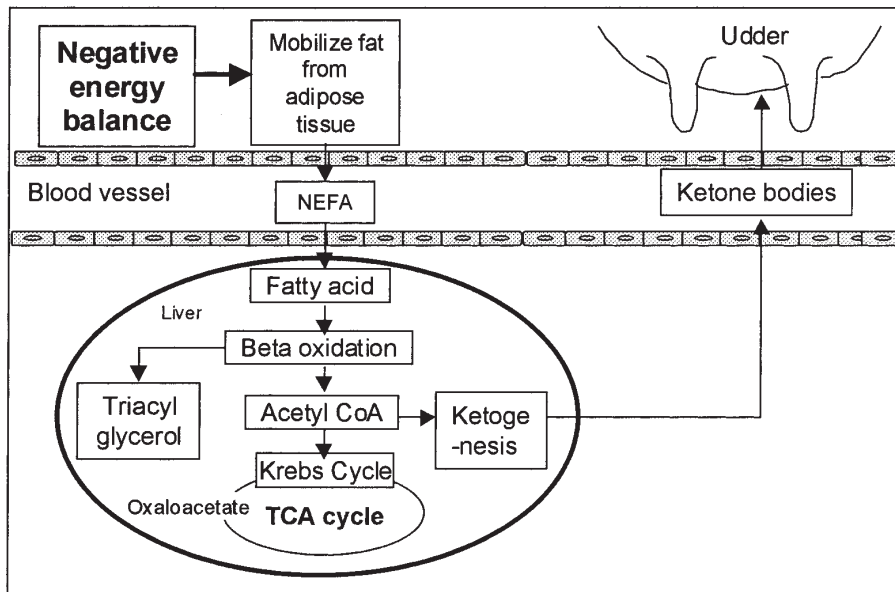 Negative
energy
balance
Mobilize fat
from
adipose
tissue
Udder
Blood vessel
NEFA
Ketone bodies
Fatty acid
Liver
Beta oxidation
Triacyl
glycerol
Acetyl CoA
Ketoge
-nesis
Krebs Cycle
Oxaloacetate
TCA cycle